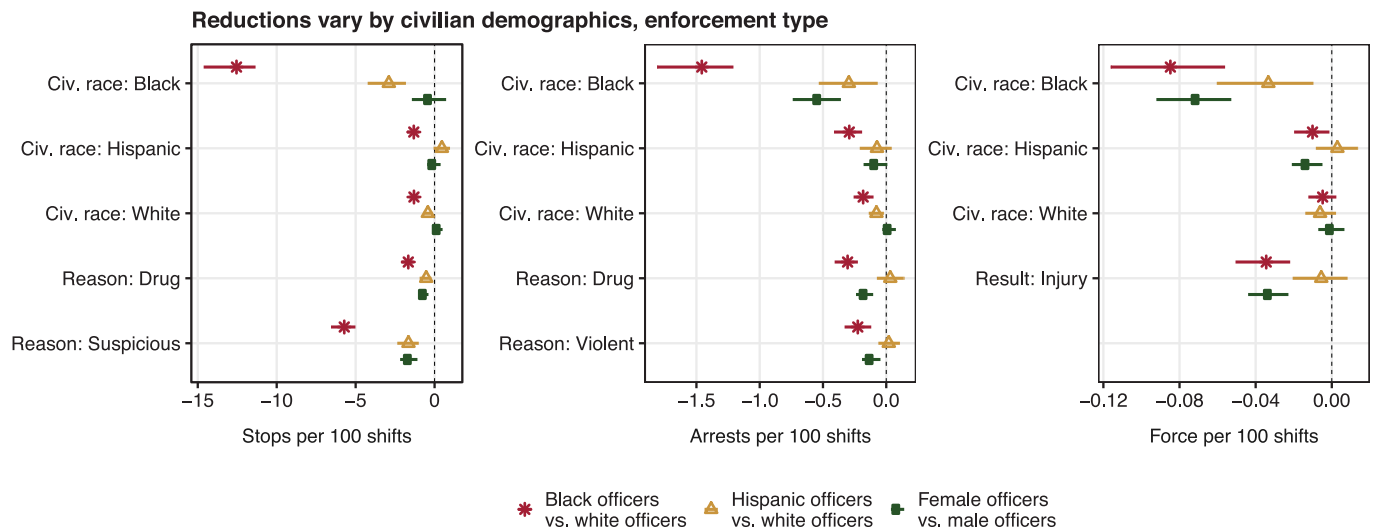 Reductions vary by civilian demographics, enforcement type
Civ. race: Black
Civ. race: Hispanic
Civ. race: White
Reason: Drug
Reason: Suspicious
−15 −10 −5 0
Stops per 100 shifts
Civ. race: Black
Civ. race: Hispanic
Civ. race: White
Reason: Drug
Reason: Violent
−1.5 −1.0 −0.5 0.0
Arrests per 100 shifts
Civ. race: Black
Civ. race: Hispanic
Civ. race: White
Result: Injury
−0.12 −0.08 −0.04 0.00
Force per 100 shifts
Black officers
vs. white officers
Hispanic officers
vs. white officers
Female officers
vs. male officers